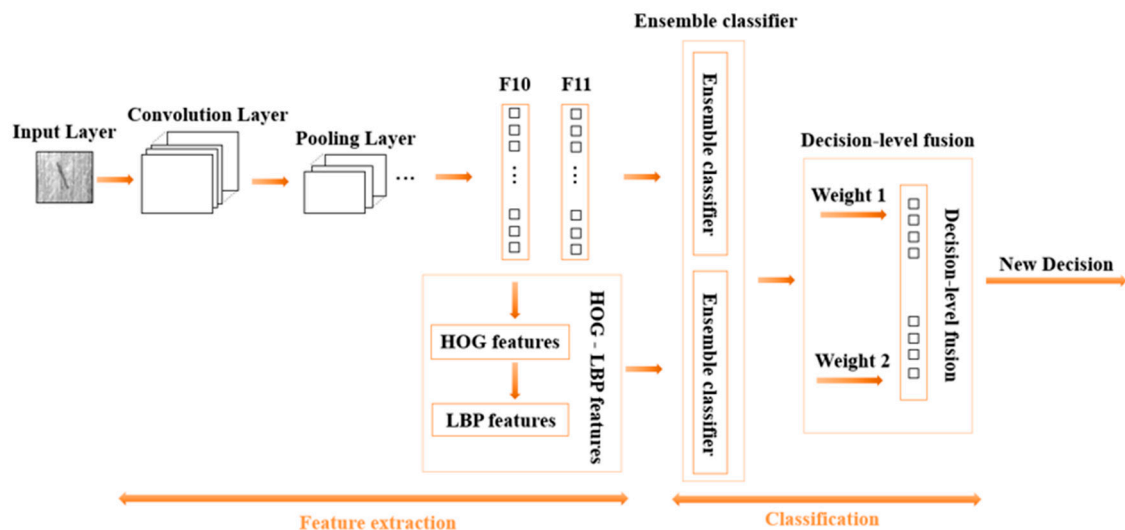 Ensemble classifier
F10
F11
Convolution Layer
Input Layer
Pooling Layer
...
...
...
Ensemble classifier
Decision-level fusion
Weight 1
Decision-level fusion
New Decision
HOG features
HOG - LBP features
Ensemble classifier
Weight 2
LBP features
Feature extraction
Classification